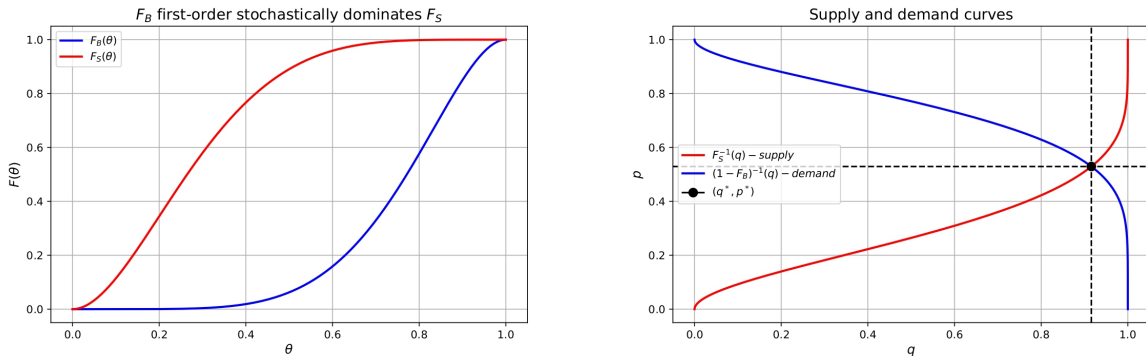 F_B first-order stochastically dominates F_S
F_B(θ)
F_S(θ)
1.0
0.8
0.6
0.4
0.2
0.0
F(θ)
0.0 0.2 0.4 0.6 0.8 1.0
θ
Supply and demand curves
1.0
0.8
0.6
0.4
0.2
0.0
p
F_S^{-1}(q) − supply
(1 − F_B)^{-1}(q) − demand
(q^*, p^*)
0.0 0.2 0.4 0.6 0.8 1.0
q